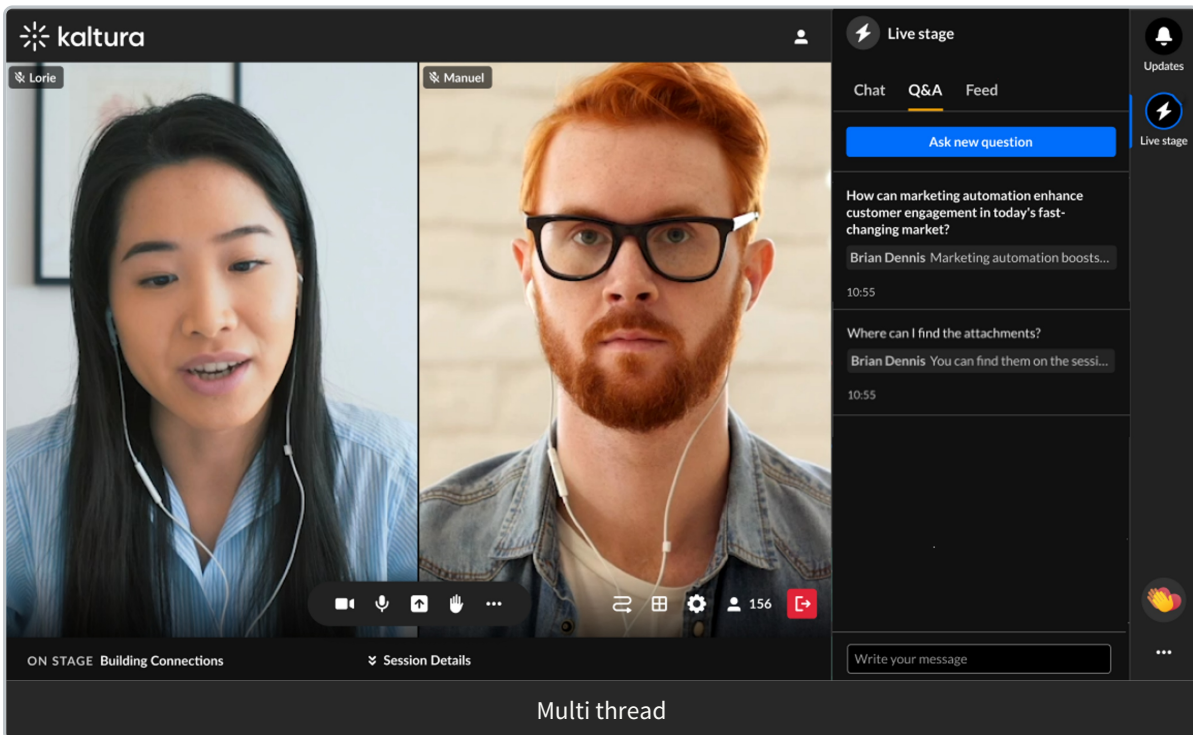 kaltura
Lorie
Manuel
156
ON STAGE Building Connections
Session Details
Live stage
Chat Q&A Feed
Ask new question
How can marketing automation enhance
customer engagement in today's fast-
changing market?
Brian Dennis Marketing automation boosts...
10:55
Where can I find the attachments?
Brian Dennis You can find them on the sessi...
10:55
Write your message
Updates
Live stage
Multi thread